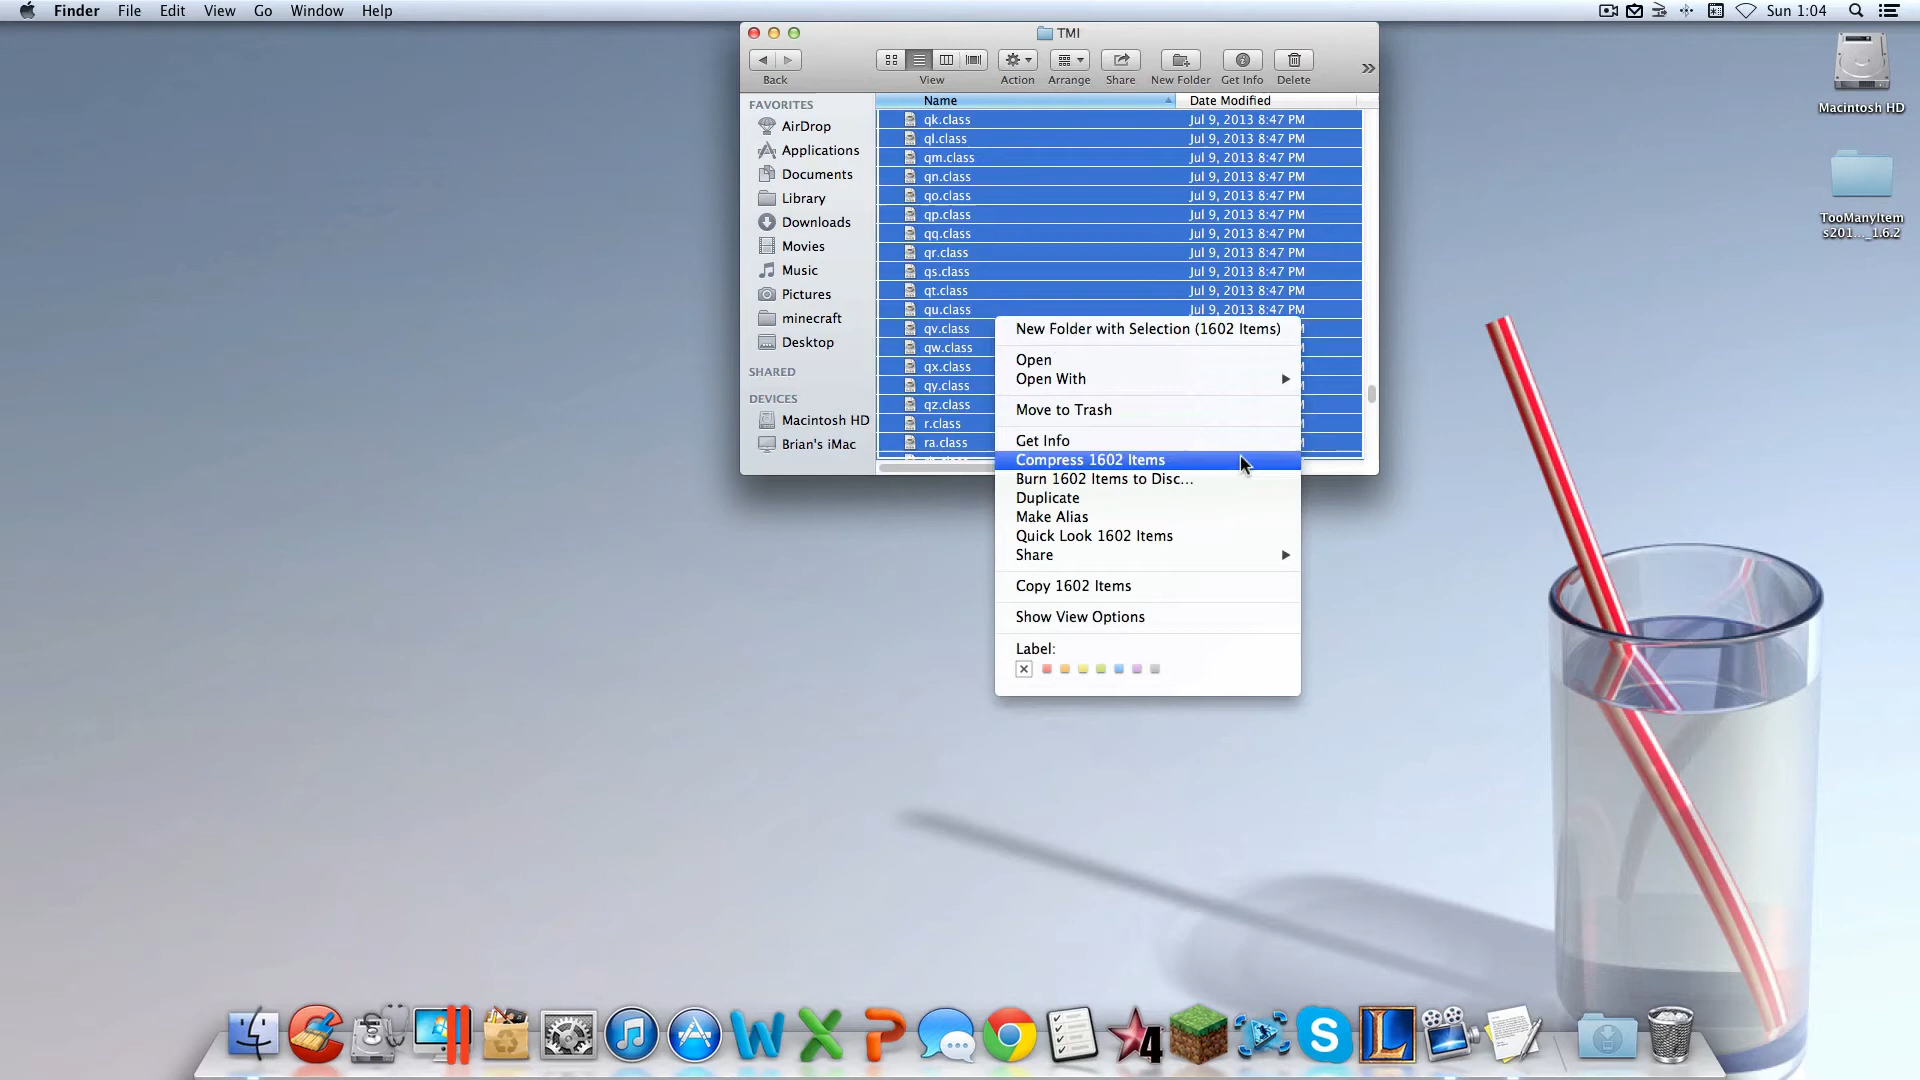 Finder File Edit View Go Window Help
Sun 1:04
TMI
Back
View
Action
Arrange
Share
New Folder
Get Info
Delete
FAVORITES
AirDrop
Applications
Documents
Library
Downloads
Movies
Music
Pictures
minecraft
Desktop
SHARED
DEVICES
Macintosh HD
Brian's iMac
Name Date Modified
qk.class Jul 9, 2013 8:47 PM
ql.class Jul 9, 2013 8:47 PM
qm.class Jul 9, 2013 8:47 PM
qn.class Jul 9, 2013 8:47 PM
qo.class Jul 9, 2013 8:47 PM
qp.class Jul 9, 2013 8:47 PM
qq.class Jul 9, 2013 8:47 PM
qr.class Jul 9, 2013 8:47 PM
qs.class Jul 9, 2013 8:47 PM
qt.class Jul 9, 2013 8:47 PM
qu.class Jul 9, 2013 8:47 PM
qv.class
qw.class
qx.class
qy.class
qz.class
r.class
ra.class
New Folder with Selection (1602 Items)
Open
Open With
Move to Trash
Get Info
Compress 1602 Items
Burn 1602 Items to Disc...
Duplicate
Make Alias
Quick Look 1602 Items
Share
Copy 1602 Items
Show View Options
Label:
Macintosh HD
TooManyItem
s201..._1.6.2
W
X
P
4
S
L